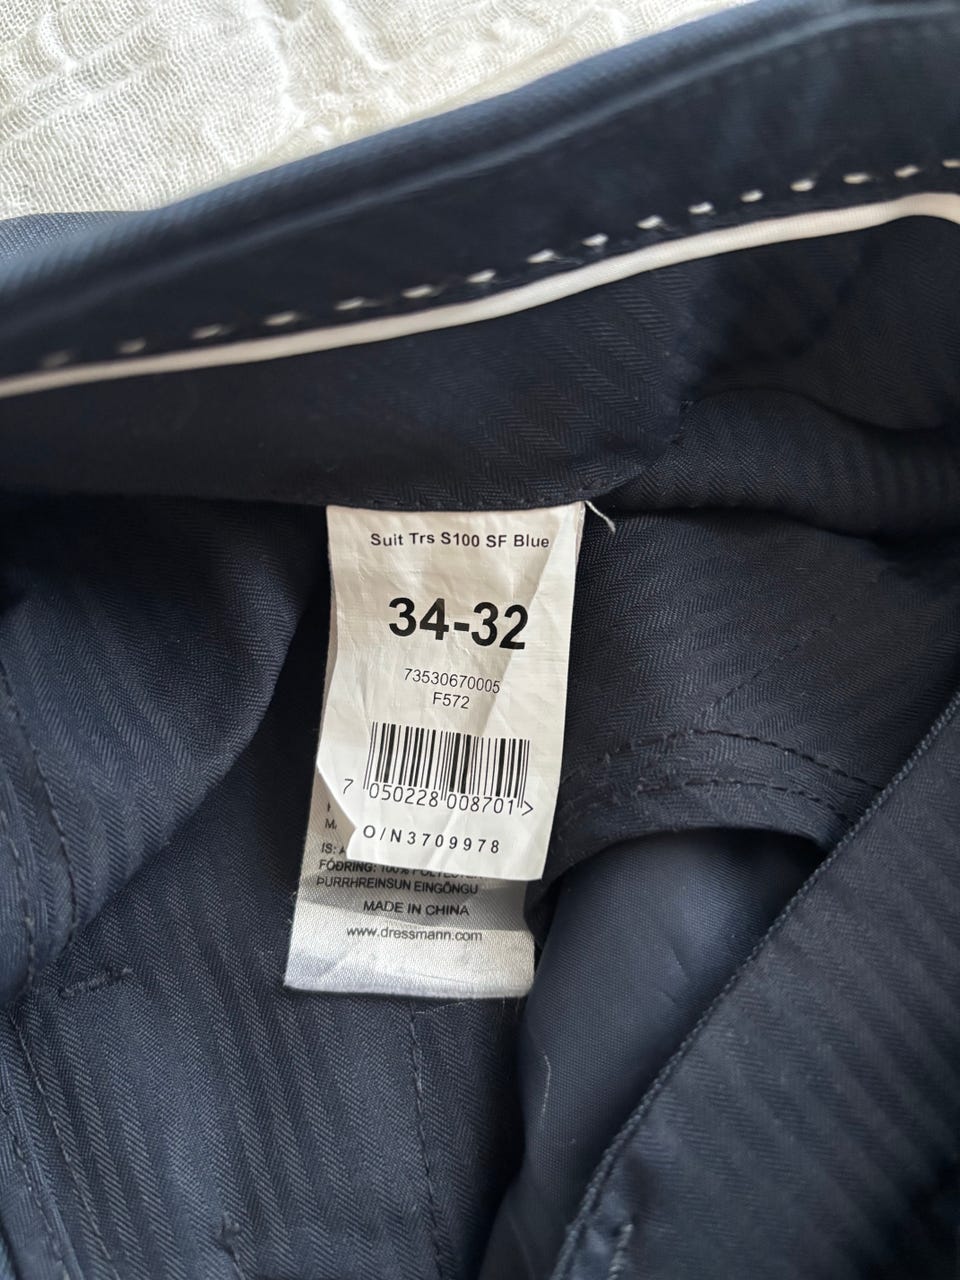 Suit Trs S100 SF Blue
34-32
73530670005
F572
7 050228 008701 >
O/N3709978
IS:
FÓÐRING: 100% POLYESTER
ÞURRHREINSUN EINGÖNGU
MADE IN CHINA
www.dressmann.com